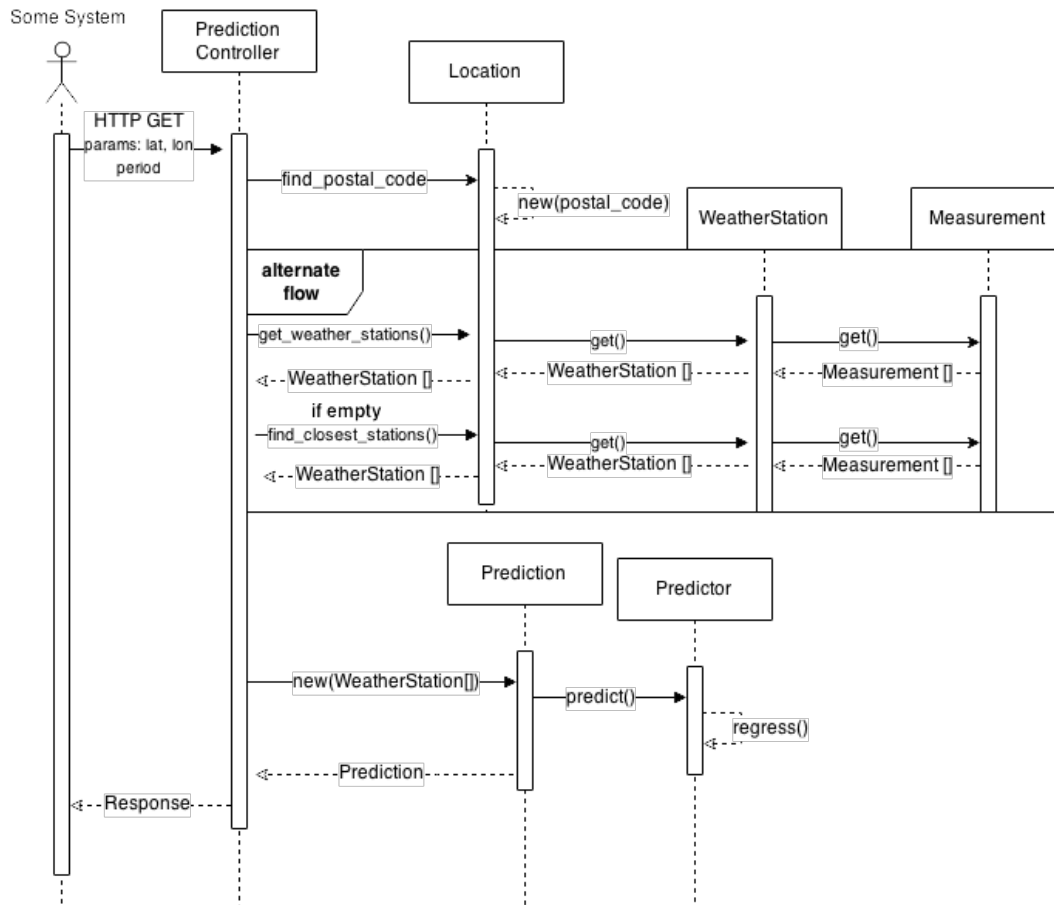 Some System
Prediction
Controller
Location
HTTP GET
params: lat, lon
period
find_postal_code
new(postal_code)
WeatherStation
Measurement
alternate
flow
get_weather_stations()
get()
get()
WeatherStation []
WeatherStation []
Measurement []
if empty
find_closest_stations()
get()
get()
WeatherStation []
WeatherStation []
Measurement []
Prediction
Predictor
new(WeatherStation[])
predict()
regress()
Prediction
Response